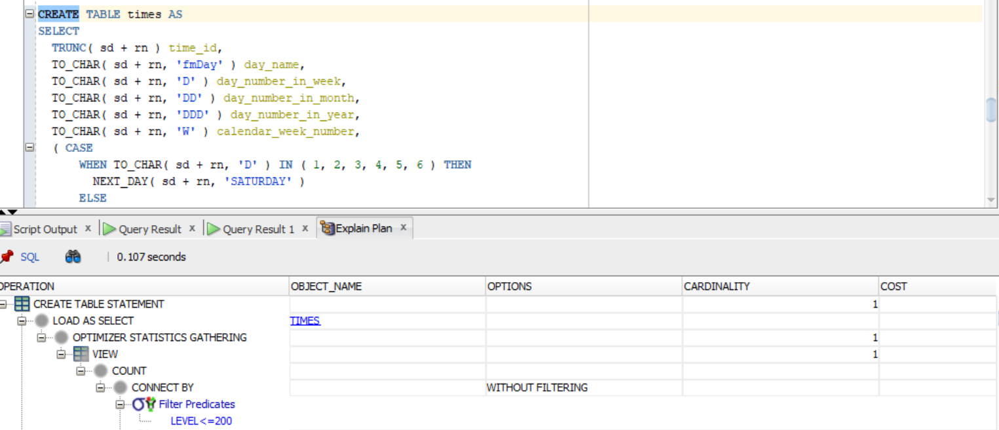 CREATE TABLE times AS
SELECT
TRUNC( sd + rn ) time_id,
TO_CHAR( sd + rn, 'fmDay' ) day_name,
TO_CHAR( sd + rn, 'D' ) day_number_in_week,
TO_CHAR( sd + rn, 'DD' ) day_number_in_month,
TO_CHAR( sd + rn, 'DDD' ) day_number_in_year,
TO_CHAR( sd + rn, 'W' ) calendar_week_number,
( CASE
WHEN TO_CHAR( sd + rn, 'D' ) IN ( 1, 2, 3, 4, 5, 6 ) THEN
NEXT_DAY( sd + rn, 'SATURDAY' )
ELSE
Script Output x Query Result x Query Result 1 x Explain Plan x
SQL 0.107 seconds
OPERATION OBJECT_NAME OPTIONS CARDINALITY COST
CREATE TABLE STATEMENT 1
LOAD AS SELECT TIMES
OPTIMIZER STATISTICS GATHERING 1
VIEW 1
COUNT
CONNECT BY WITHOUT FILTERING
Filter Predicates
LEVEL<=200